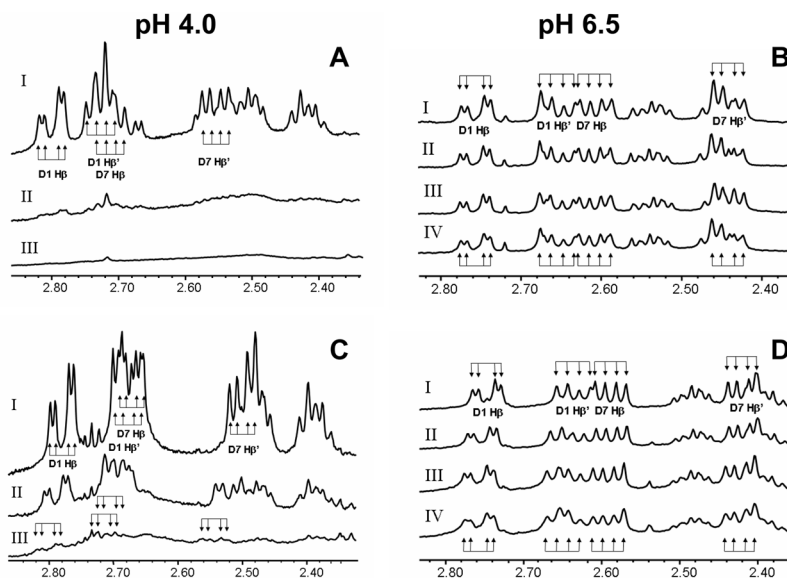 pH 4.0
pH 6.5
A
I
D1 Hβ
D1 Hβ'
D7 Hβ
D7 Hβ'
II
III
2.80 2.70 2.60 2.50 2.40
B
I
D1 Hβ
D1 Hβ'
D7 Hβ
D7 Hβ'
II
III
IV
2.80 2.70 2.60 2.50 2.40
C
I
D1 Hβ
D7 Hβ
D1 Hβ'
D7 Hβ'
II
III
2.80 2.70 2.60 2.50 2.40
D
I
D1 Hβ
D1 Hβ'
D7 Hβ
D7 Hβ'
II
III
IV
2.80 2.70 2.60 2.50 2.40